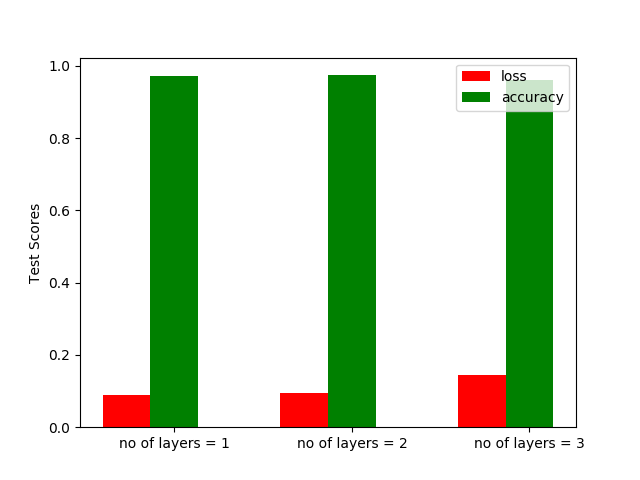 1.0
0.8
0.6
0.4
0.2
0.0
Test Scores
loss
accuracy
no of layers = 1
no of layers = 2
no of layers = 3